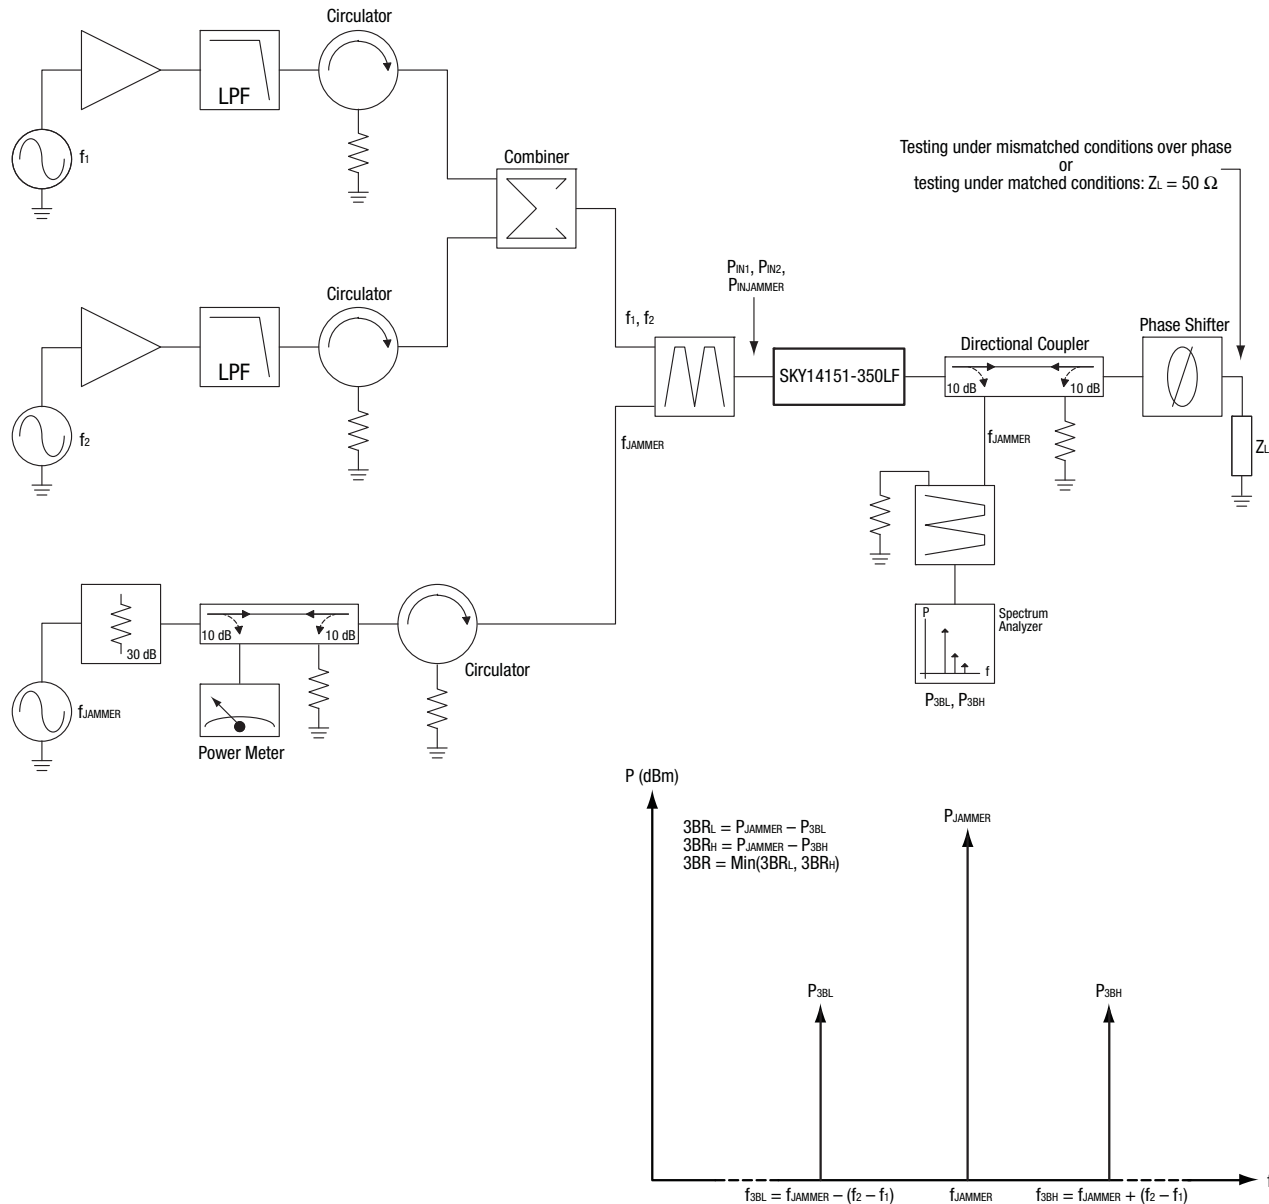 Circulator
LPF
f1
Combiner
Testing under mismatched conditions over phase
or
testing under matched conditions: ZL = 50 Ω
PIN1, PIN2,
PINJAMMER
Circulator
f1, f2
LPF
Phase Shifter
Directional Coupler
SKY14151-350LF
10 dB
10 dB
f2
fJAMMER
fJAMMER
ZL
30 dB
10 dB
10 dB
Circulator
fJAMMER
Power Meter
P
f
Spectrum
Analyzer
P3BL, P3BH
P (dBm)
3BRL = PJAMMER – P3BL
3BRH = PJAMMER – P3BH
3BR = Min(3BRL, 3BRH)
PJAMMER
P3BL
P3BH
f3BL = fJAMMER – (f2 – f1)
fJAMMER
f3BH = fJAMMER + (f2 – f1)
f